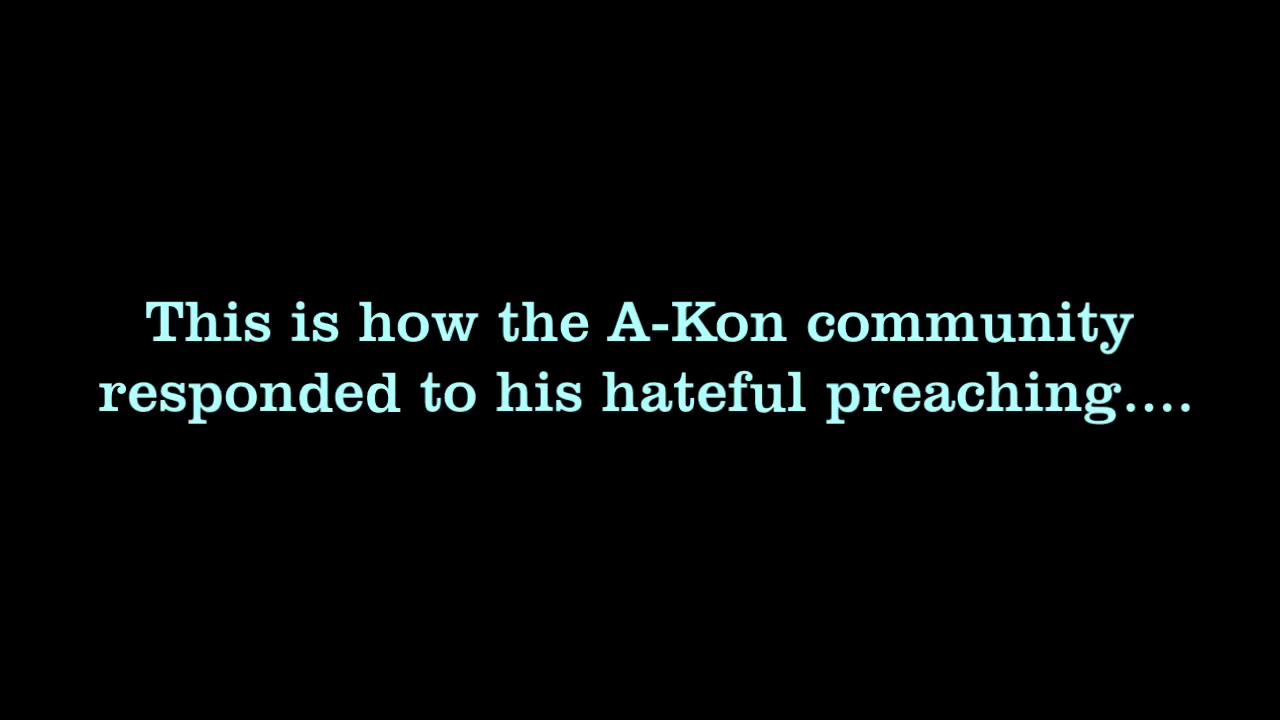 This is how the A-Kon community
responded to his hateful preaching....